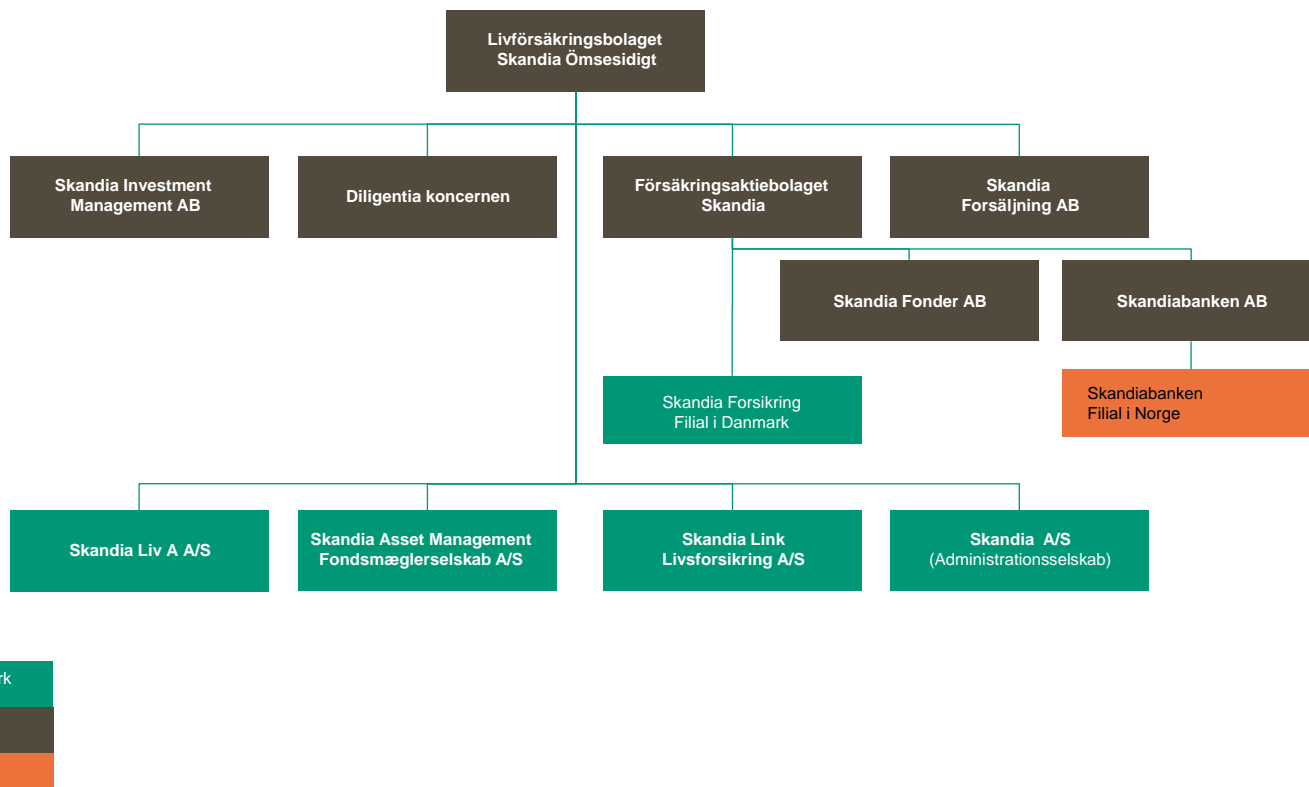 Livförsäkringsbolaget
Skandia Ömsesidigt
Skandia Investment
Management AB
Diligentia koncernen
Försäkringsaktiebolaget
Skandia
Skandia
Forsäljning AB
Skandia Fonder AB
Skandiabanken AB
Skandia Forsikring
Filial i Danmark
Skandiabanken
Filial i Norge
Skandia Liv A A/S
Skandia Asset Management
Fondsmæglerselskab A/S
Skandia Link
Livsforsikring A/S
Skandia A/S
(Administrationsselskab)
rk